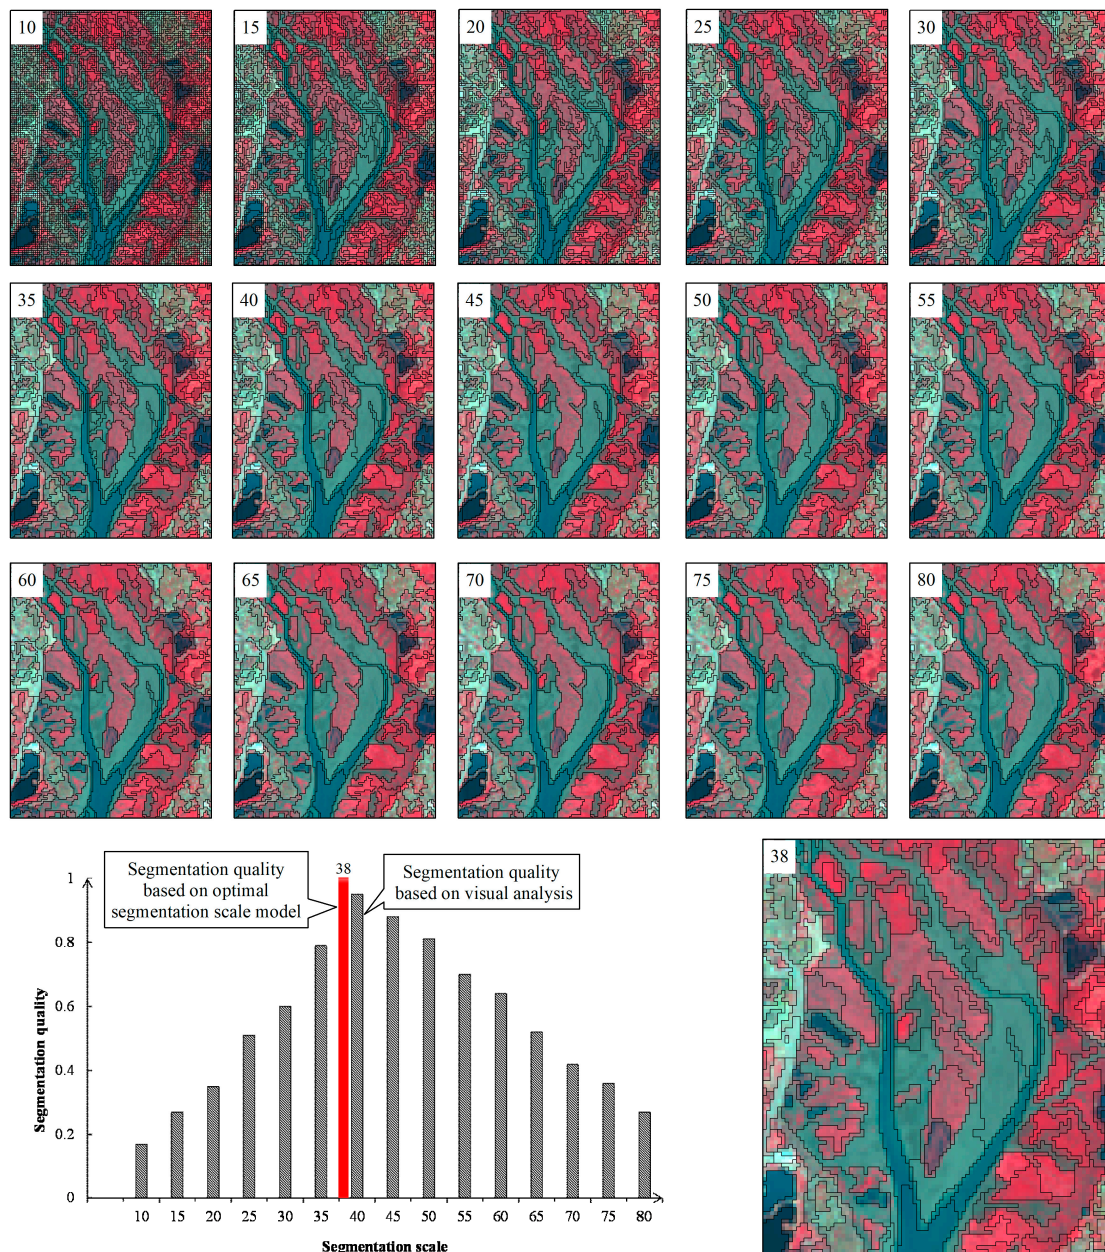 10
15
20
25
30
35
40
45
50
55
60
65
70
75
80
Segmentation quality
based on optimal
segmentation scale model
38
Segmentation quality
based on visual analysis
38
1
0.8
0.6
0.4
0.2
0
Segmentation quality
10 15 20 25 30 35 40 45 50 55 60 65 70 75 80
Segmentation scale